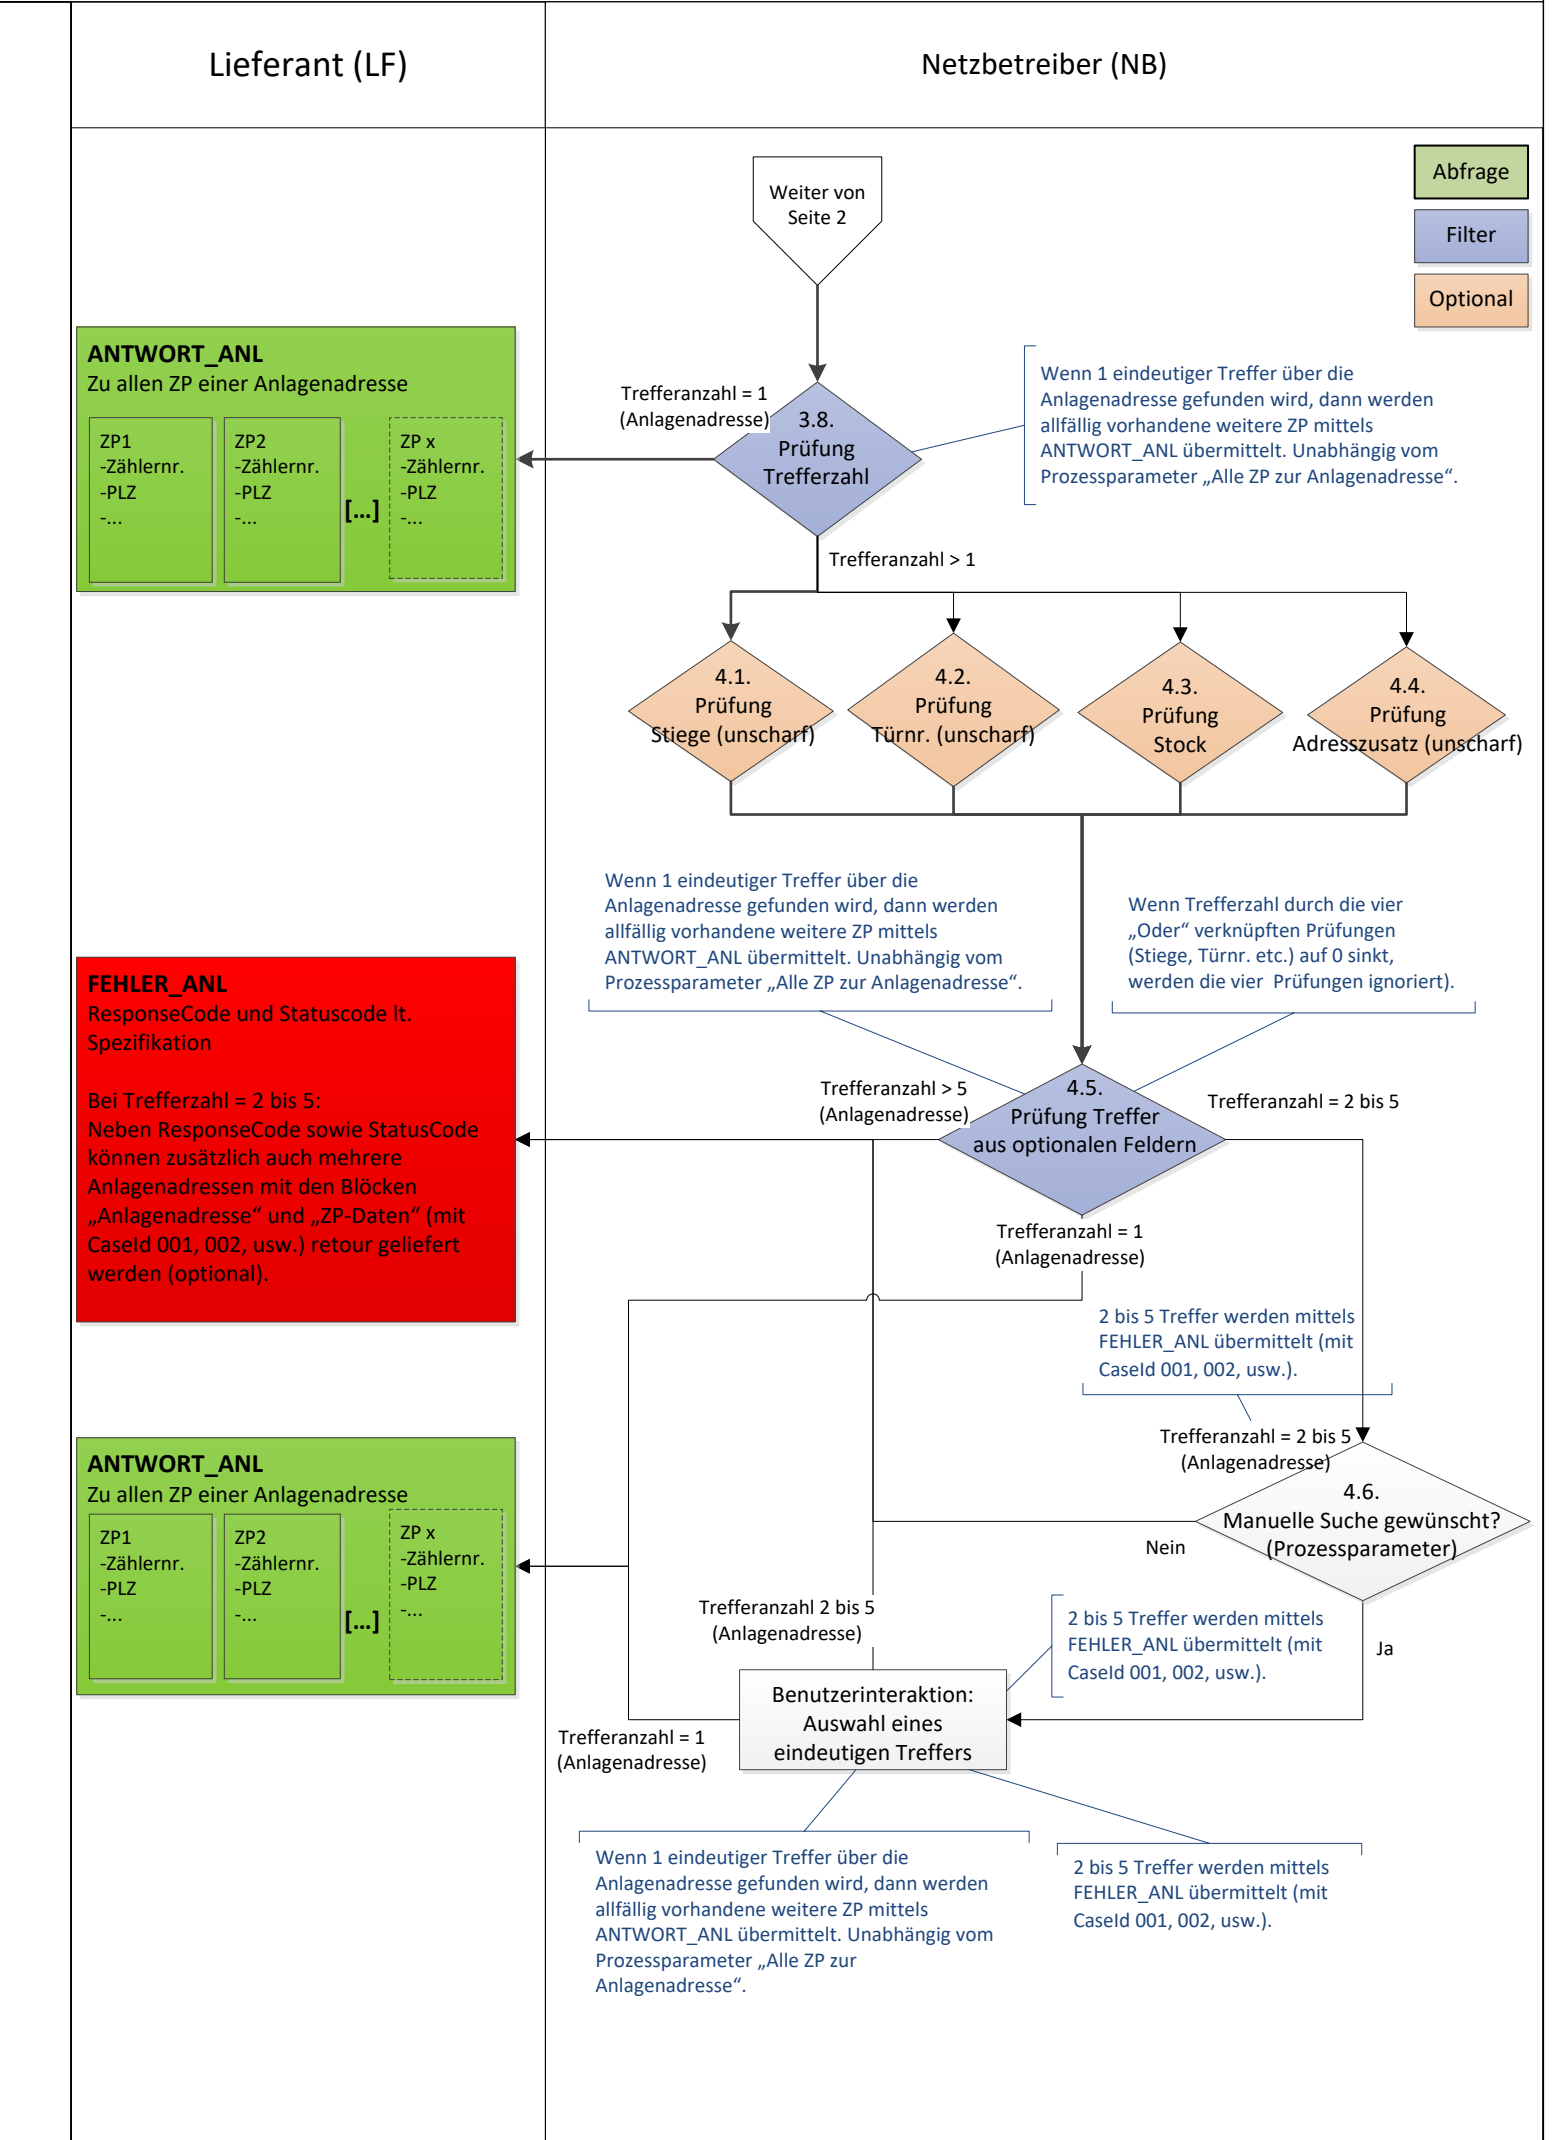 Lieferant (LF)
Netzbetreiber (NB)
Weiter von
Seite 2
Abfrage
Filter
Optional
ANTWORT_ANL
Zu allen ZP einer Anlagenadresse
ZP1
-Zählernr.
-PLZ
-...
ZP2
-Zählernr.
-PLZ
-...
[…]
ZP x
-Zählernr.
-PLZ
-...
Trefferanzahl = 1
(Anlagenadresse)
3.8.
Prüfung
Trefferzahl
Wenn 1 eindeutiger Treffer über die
Anlagenadresse gefunden wird, dann werden
allfällig vorhandene weitere ZP mittels
ANTWORT_ANL übermittelt. Unabhängig vom
Prozessparameter „Alle ZP zur Anlagenadresse“.
Trefferanzahl > 1
4.1.
Prüfung
Stiege (unscharf)
4.2.
Prüfung
Türnr. (unscharf)
4.3.
Prüfung
Stock
4.4.
Prüfung
Adresszusatz (unscharf)
Wenn 1 eindeutiger Treffer über die
Anlagenadresse gefunden wird, dann werden
allfällig vorhandene weitere ZP mittels
ANTWORT_ANL übermittelt. Unabhängig vom
Prozessparameter „Alle ZP zur Anlagenadresse“.
Wenn Trefferzahl durch die vier
„Oder“ verknüpften Prüfungen
(Stiege, Türnr. etc.) auf 0 sinkt,
werden die vier  Prüfungen ignoriert).
FEHLER_ANL
ResponseCode und Statuscode lt.
Spezifikation
Bei Trefferzahl = 2 bis 5:
Neben ResponseCode sowie StatusCode
können zusätzlich auch mehrere
Anlagenadressen mit den Blöcken
„Anlagenadresse“ und „ZP-Daten“ (mit
CaseId 001, 002, usw.) retour geliefert
werden (optional).
Trefferanzahl > 5
(Anlagenadresse)
4.5.
Prüfung Treffer
aus optionalen Feldern
Trefferanzahl = 2 bis 5
Trefferanzahl = 1
(Anlagenadresse)
2 bis 5 Treffer werden mittels
FEHLER_ANL übermittelt (mit
CaseId 001, 002, usw.).
Trefferanzahl = 2 bis 5
(Anlagenadresse)
4.6.
Manuelle Suche gewünscht?
(Prozessparameter)
Nein
Ja
ANTWORT_ANL
Zu allen ZP einer Anlagenadresse
ZP1
-Zählernr.
-PLZ
-...
ZP2
-Zählernr.
-PLZ
-...
[…]
ZP x
-Zählernr.
-PLZ
-...
Trefferanzahl 2 bis 5
(Anlagenadresse)
2 bis 5 Treffer werden mittels
FEHLER_ANL übermittelt (mit
CaseId 001, 002, usw.).
Benutzerinteraktion:
Auswahl eines
eindeutigen Treffers
Trefferanzahl = 1
(Anlagenadresse)
Wenn 1 eindeutiger Treffer über die
Anlagenadresse gefunden wird, dann werden
allfällig vorhandene weitere ZP mittels
ANTWORT_ANL übermittelt. Unabhängig vom
Prozessparameter „Alle ZP zur
Anlagenadresse“.
2 bis 5 Treffer werden mittels
FEHLER_ANL übermittelt (mit
CaseId 001, 002, usw.).